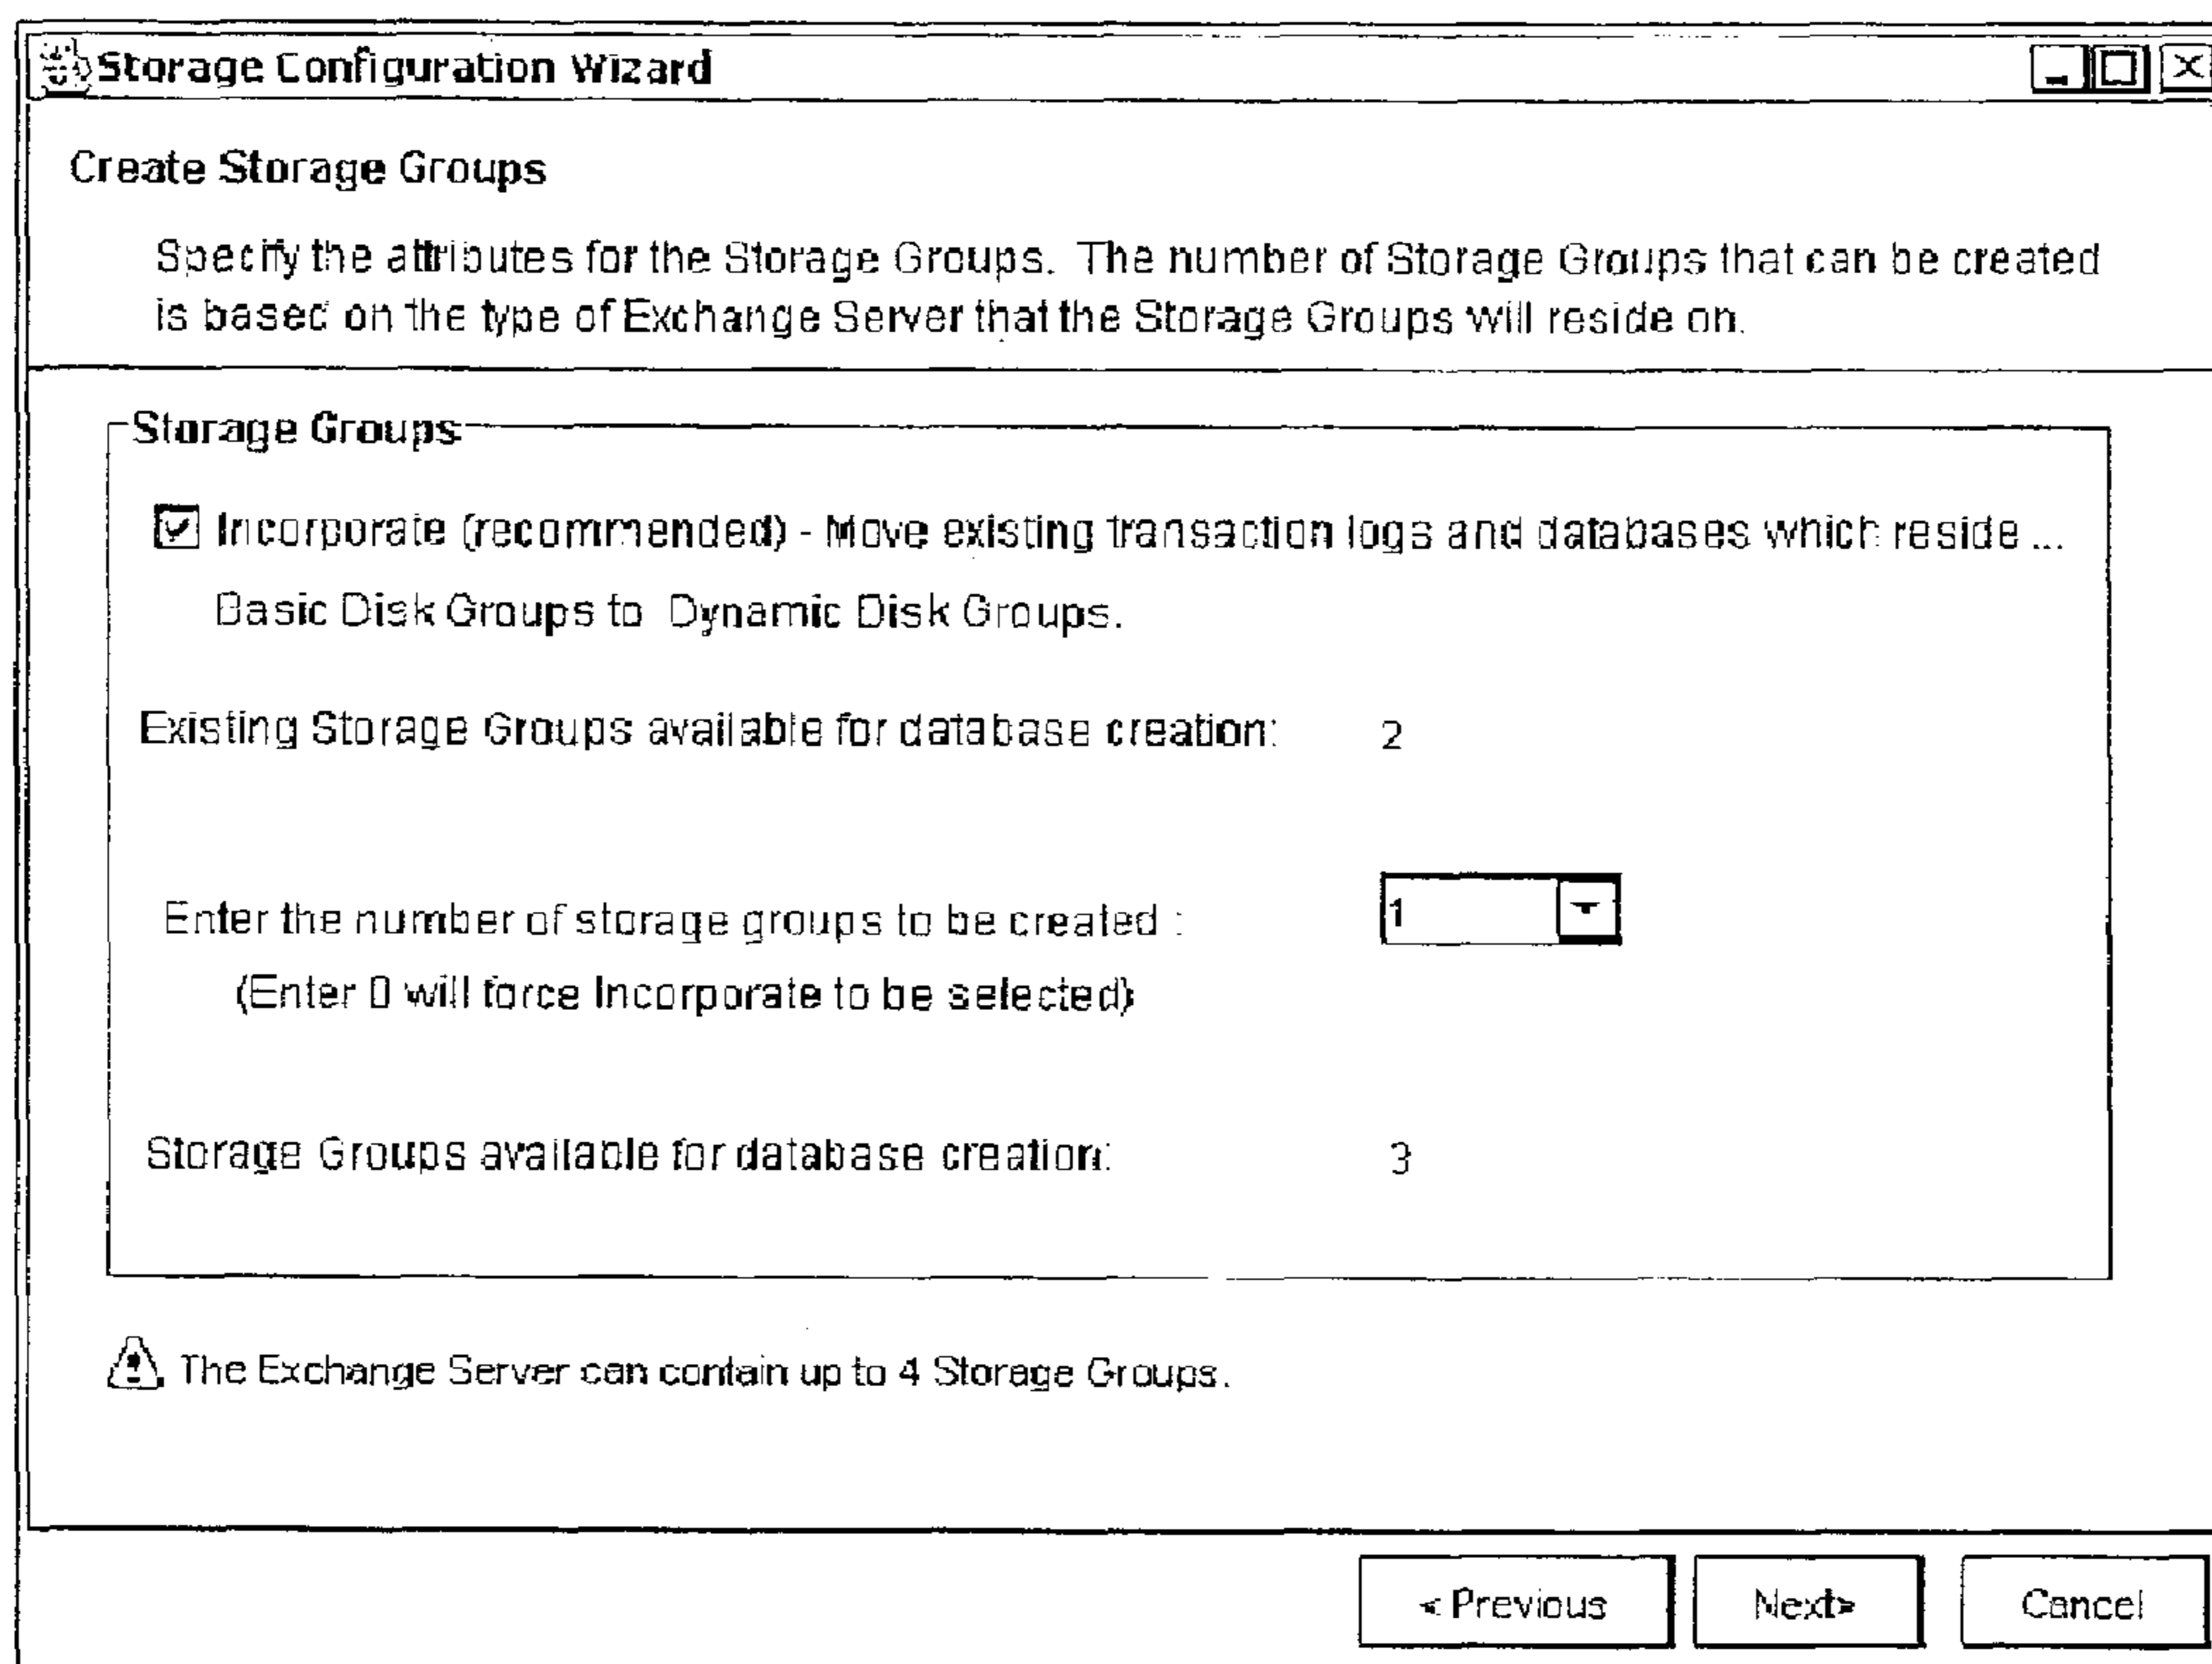 Storage Configuration Wizard
Create Storage Groups
Specify the attributes for the Storage Groups. The number of Storage Groups that can be created
is based on the type of Exchange Server that the Storage Groups will reside on.
Storage Groups
Incorporate (recommended) - Move existing transaction logs and databases which reside ...
Basic Disk Groups to Dynamic Disk Groups.
Existing Storage Groups available for database creation: 2
Enter the number of storage groups to be created : 1
(Enter 0 will force Incorporate to be selected)
Storage Groups available for database creation: 3
The Exchange Server can contain up to 4 Storage Groups.
< Previous Next> Cancel